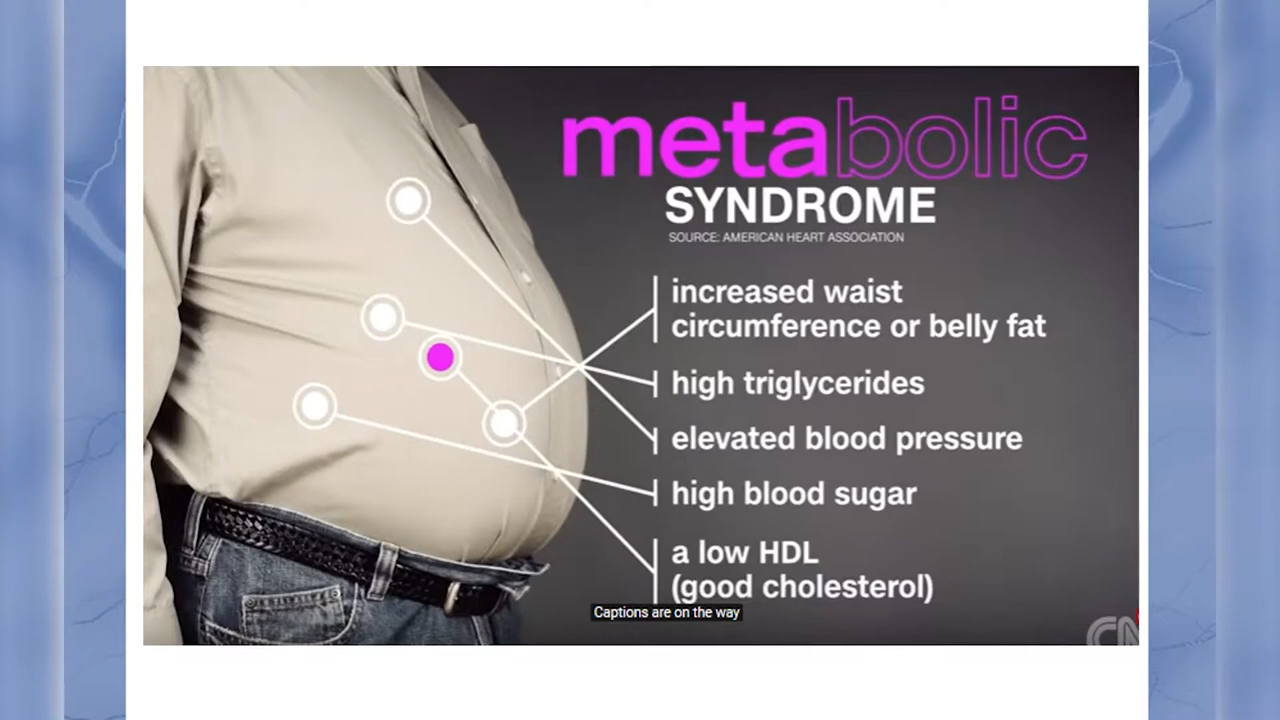 metabolic
SYNDROME
SOURCE: AMERICAN HEART ASSOCIATION
increased waist
circumference or belly fat
high triglycerides
elevated blood pressure
high blood sugar
a low HDL
(good cholesterol)
Captions are on the way